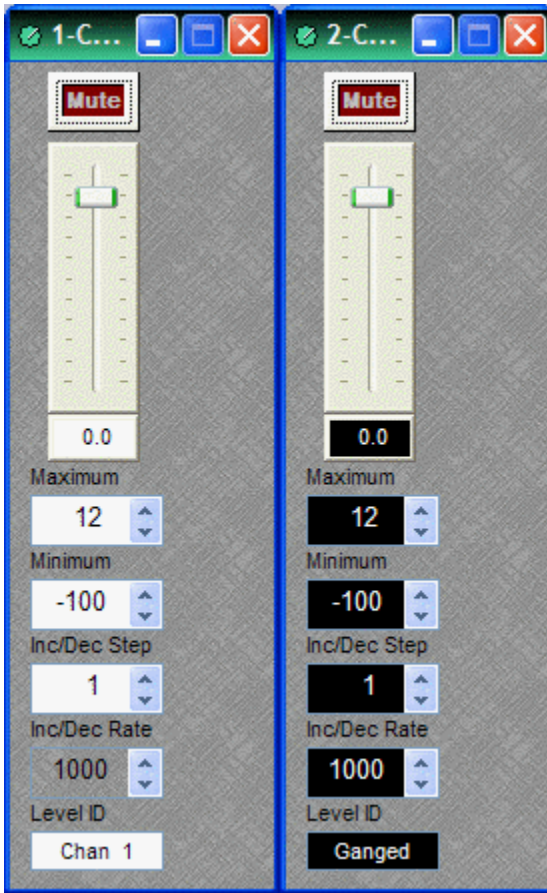 1-C...
Mute
0.0
Maximum
12
Minimum
-100
Inc/Dec Step
1
Inc/Dec Rate
1000
Level ID
Chan 1
2-C...
Mute
0.0
Maximum
12
Minimum
-100
Inc/Dec Step
1
Inc/Dec Rate
1000
Level ID
Ganged